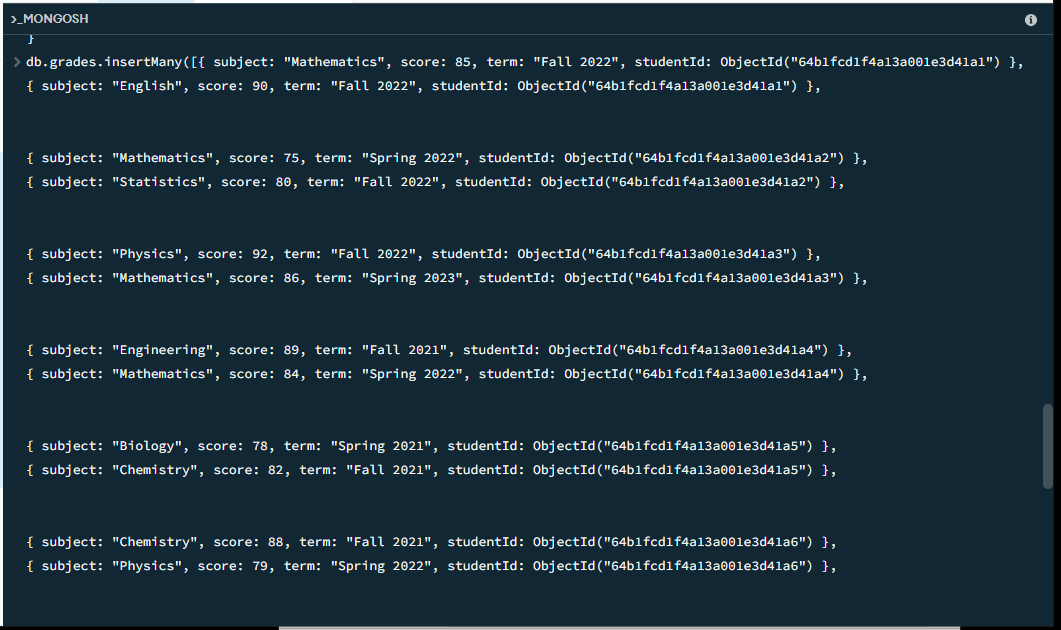 >_MONGOSH
}
> db.grades.insertMany([{ subject: "Mathematics", score: 85, term: "Fall 2022", studentId: ObjectId("64b1fcd1f4a13a001e3d41a1") },
{ subject: "English", score: 90, term: "Fall 2022", studentId: ObjectId("64b1fcd1f4a13a001e3d41a1") },
{ subject: "Mathematics", score: 75, term: "Spring 2022", studentId: ObjectId("64b1fcd1f4a13a001e3d41a2") },
{ subject: "Statistics", score: 80, term: "Fall 2022", studentId: ObjectId("64b1fcd1f4a13a001e3d41a2") },
{ subject: "Physics", score: 92, term: "Fall 2022", studentId: ObjectId("64b1fcd1f4a13a001e3d41a3") },
{ subject: "Mathematics", score: 86, term: "Spring 2023", studentId: ObjectId("64b1fcd1f4a13a001e3d41a3") },
{ subject: "Engineering", score: 89, term: "Fall 2021", studentId: ObjectId("64b1fcd1f4a13a001e3d41a4") },
{ subject: "Mathematics", score: 84, term: "Spring 2022", studentId: ObjectId("64b1fcd1f4a13a001e3d41a4") },
{ subject: "Biology", score: 78, term: "Spring 2021", studentId: ObjectId("64b1fcd1f4a13a001e3d41a5") },
{ subject: "Chemistry", score: 82, term: "Fall 2021", studentId: ObjectId("64b1fcd1f4a13a001e3d41a5") },
{ subject: "Chemistry", score: 88, term: "Fall 2021", studentId: ObjectId("64b1fcd1f4a13a001e3d41a6") },
{ subject: "Physics", score: 79, term: "Spring 2022", studentId: ObjectId("64b1fcd1f4a13a001e3d41a6") },